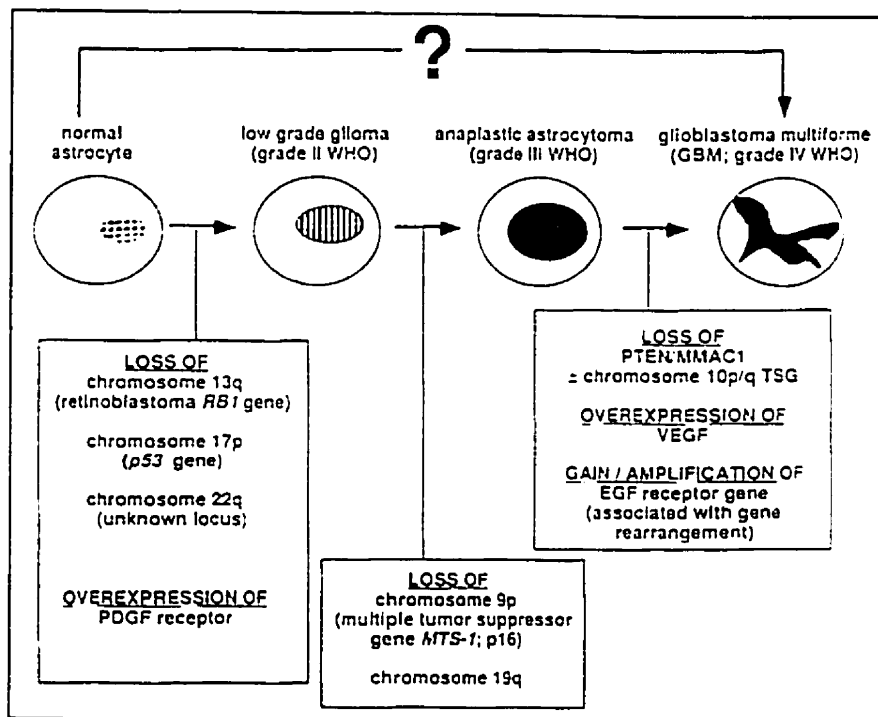 ?
normal
astrocyte
low grade glioma
(grade II WHO)
anaplastic astrocytoma
(grade III WHO)
glioblastoma multiforme
(GBM; grade IV WHO)
LOSS OF
chromosome 13q
(retinoblastoma RB1 gene)
chromosome 17p
(p53 gene)
chromosome 22q
(unknown locus)
OVEREXPRESSION OF
PDGF receptor
LOSS OF
chromosome 9p
(multiple tumor suppressor
gene MTS-1; p16)
chromosome 19q
LOSS OF
PTEN/MMAC1
± chromosome 10p/q TSG
OVEREXPRESSION OF
VEGF
GAIN / AMPLIFICATION OF
EGF receptor gene
(associated with gene
rearrangement)